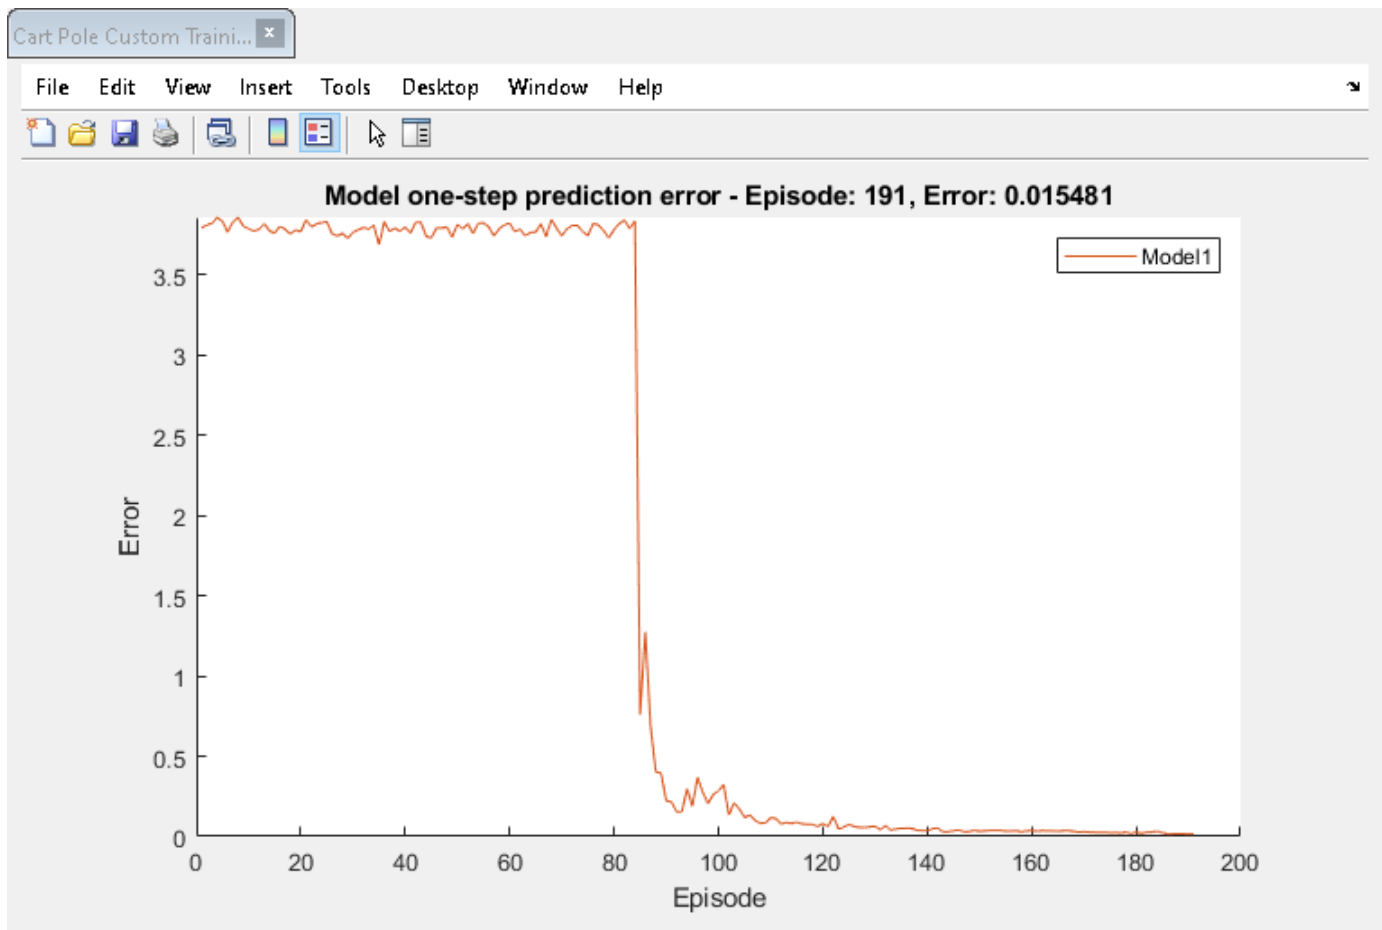 Cart Pole Custom Traini... x
File Edit View Insert Tools Desktop Window Help
Model one-step prediction error - Episode: 191, Error: 0.015481
Model1
3.5
3
2.5
2
1.5
1
0.5
0
Error
0 20 40 60 80 100 120 140 160 180 200
Episode